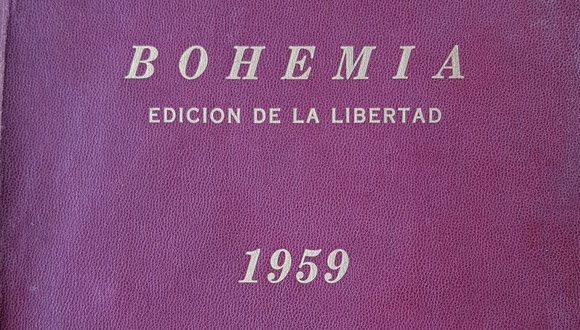 BOHEMIA
EDICION DE LA LIBERTAD
1959